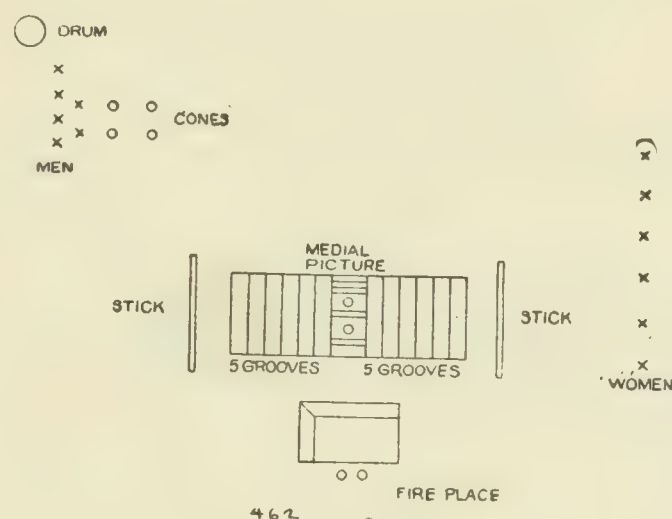 DRUM
CONES
MEN
MEDIAL
PICTURE
STICK
STICK
5 GROOVES 5 GROOVES
WOMEN
FIRE PLACE
462